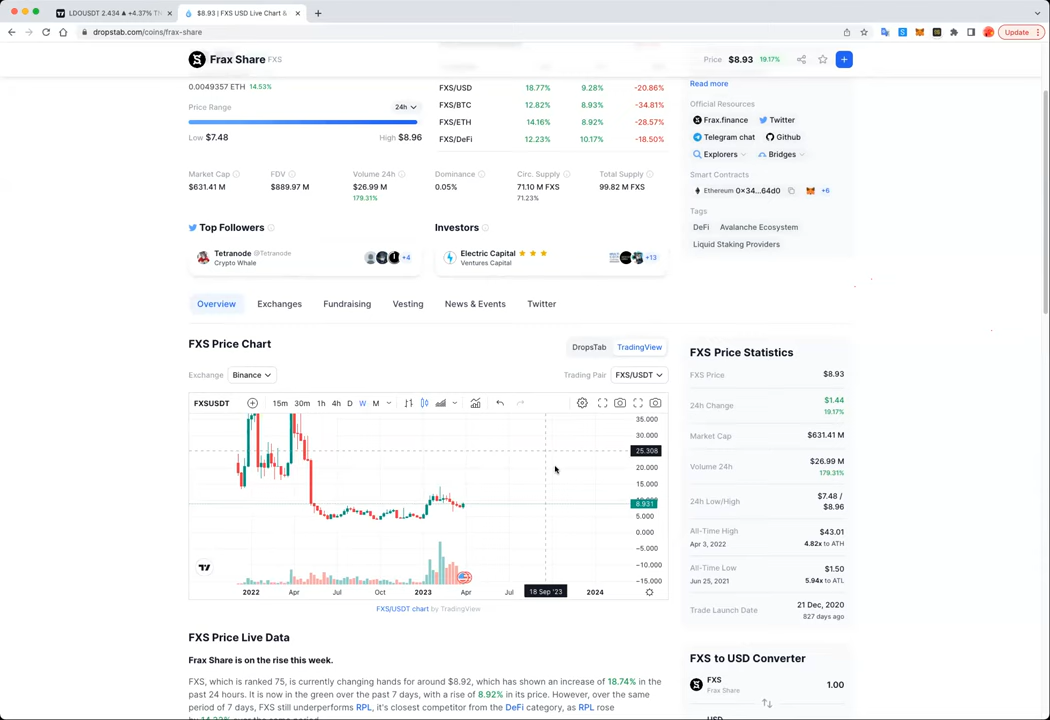 LDOUSDT 2.434 ▲ +4.37% TN
$8.93 | FXS USD Live Chart &
dropstab.com/coins/frax-share
Update
Frax Share FXS
Price $8.93 19.17%
0.0049357 ETH 14.53%
Price Range
24h
Low $7.48
High $8.96
FXS/USD 18.77% 9.28% -20.86%
FXS/BTC 12.82% 8.93% -34.81%
FXS/ETH 14.16% 8.92% -28.57%
FXS/DeFi 12.23% 10.17% -18.50%
Read more
Official Resources
Frax.finance Twitter
Telegram chat Github
Explorers Bridges
Smart Contracts
Ethereum 0x34...64d0 +6
Tags
DeFi Avalanche Ecosystem
Liquid Staking Providers
Market Cap FDV Volume 24h Dominance Circ. Supply Total Supply
$631.41 M $889.97 M $26.99 M 0.05% 71.10 M FXS 99.82 M FXS
179.31% 71.23%
Top Followers
Tetranode @Tetranode
Crypto Whale
+4
Investors
Electric Capital
Ventures Capital
+13
Overview Exchanges Fundraising Vesting News & Events Twitter
FXS Price Chart
DropsTab TradingView
Exchange Binance
Trading Pair FXS/USDT
FXSUSDT 15m 30m 1h 4h D W M
35.000
30.000
25.308
20.000
15.000
8.931
5.000
0.000
−5.000
−10.000
−15.000
2022 Apr Jul Oct 2023 Apr Jul 18 Sep '23 2024
FXS/USDT chart by TradingView
FXS Price Statistics
FXS Price $8.93
24h Change $1.44
19.17%
Market Cap $631.41 M
Volume 24h $26.99 M
179.31%
24h Low/High $7.48 /
$8.96
All-Time High $43.01
Apr 3, 2022 4.82x to ATH
All-Time Low $1.50
Jun 25, 2021 5.94x to ATL
Trade Launch Date 21 Dec, 2020
827 days ago
FXS Price Live Data
Frax Share is on the rise this week.
FXS, which is ranked 75, is currently changing hands for around $8.92, which has shown an increase of 18.74% in the
past 24 hours. It is now in the green over the past 7 days, with a rise of 8.92% in its price. However, over the same
period of 7 days, FXS still underperforms RPL, it's closest competitor from the DeFi category, as RPL rose
FXS to USD Converter
FXS 1.00
Frax Share